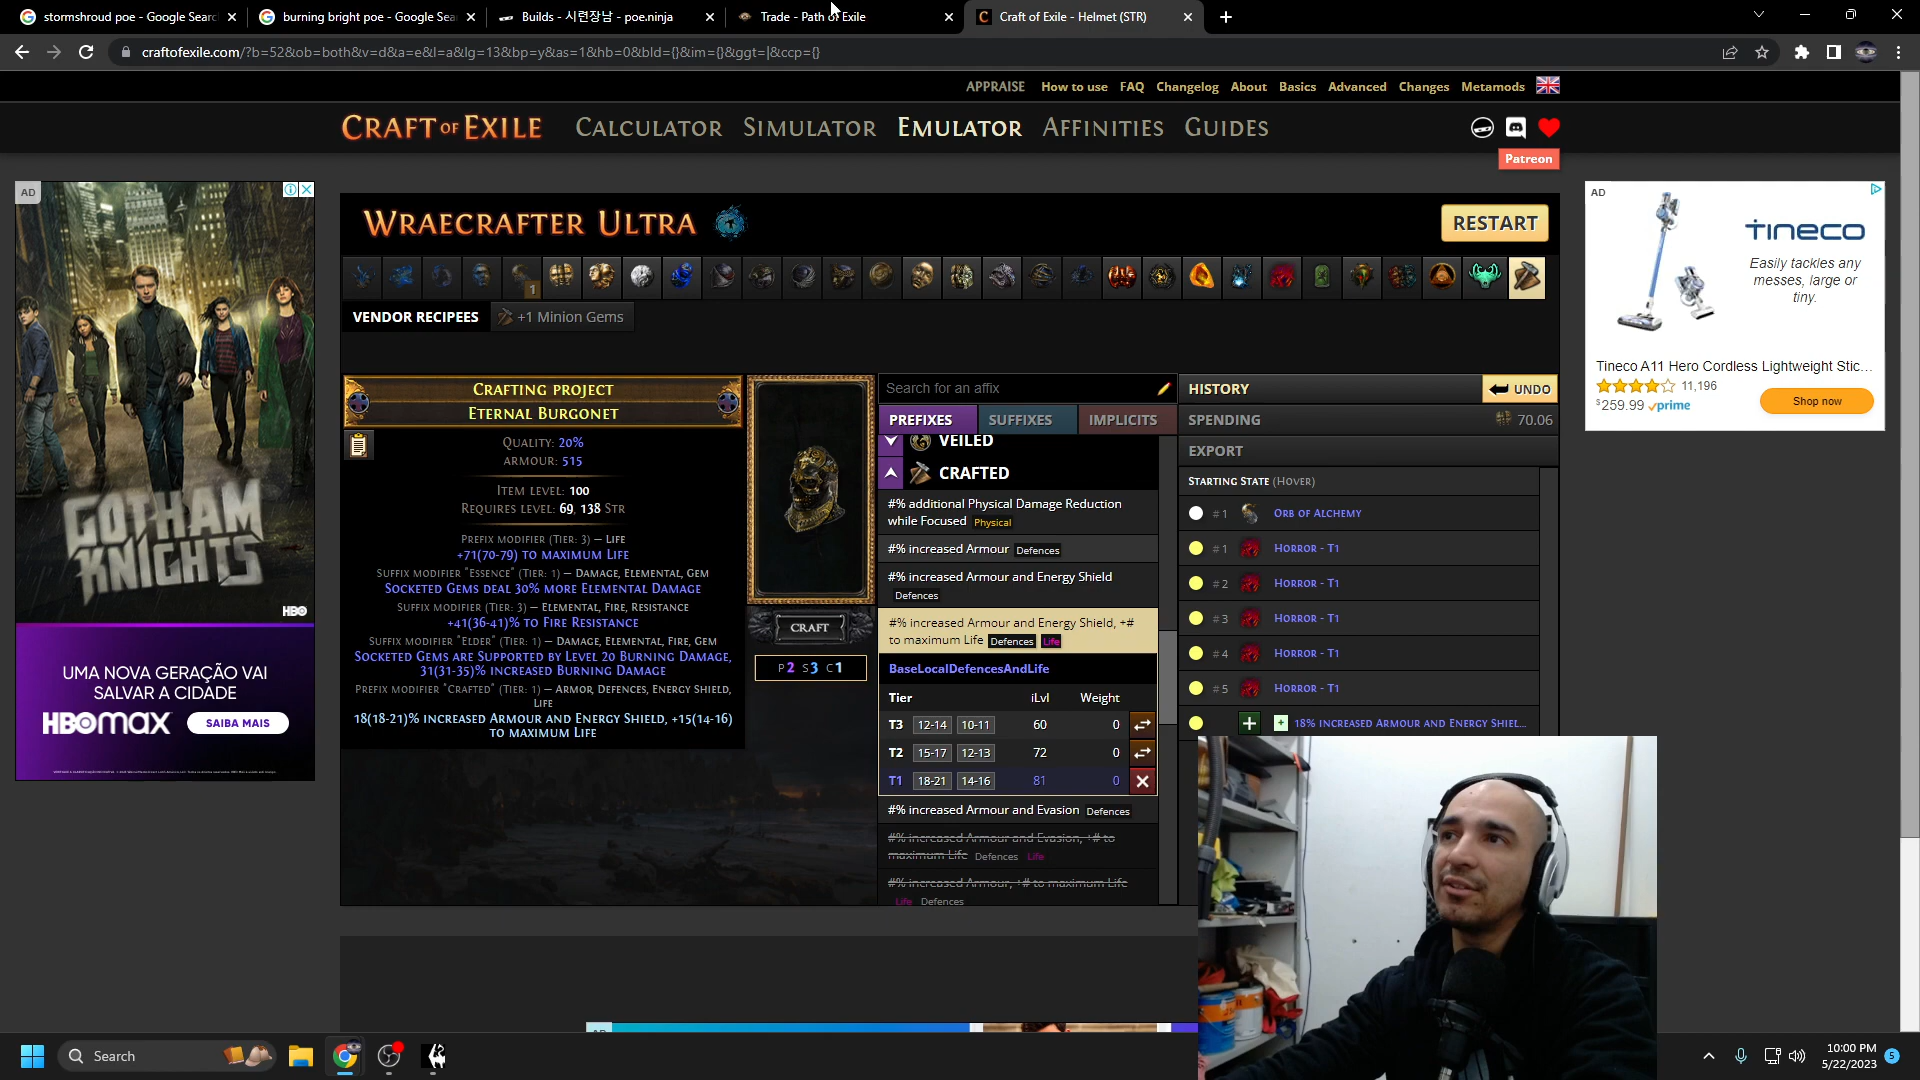 stormshroud poe - Google Searc
burning bright poe - Google Sea
Builds - 시련장남 - poe.ninja
Trade - Path of Exile
Craft of Exile - Helmet (STR)
craftofexile.com/?b=52&ob=both&v=d&a=e&l=a&lg=13&bp=y&as=1&hb=0&bld={}&im={}&ggt=|&ccp={}
APPRAISE How to use FAQ Changelog About Basics Advanced Changes Metamods
CRAFT OF EXILE CALCULATOR SIMULATOR EMULATOR AFFINITIES GUIDES
Patreon
AD
WRAECRAFTER ULTRA
RESTART
1
VENDOR RECIPEES
+1 Minion Gems
CRAFTING PROJECT
ETERNAL BURGONET
QUALITY: 20%
ARMOUR: 515
ITEM LEVEL: 100
REQUIRES LEVEL: 69, 138 STR
PREFIX MODIFIER (TIER: 3) — LIFE
+71(70-79) TO MAXIMUM LIFE
SUFFIX MODIFIER "ESSENCE" (TIER: 1) — DAMAGE, ELEMENTAL, GEM
SOCKETED GEMS DEAL 30% MORE ELEMENTAL DAMAGE
SUFFIX MODIFIER (TIER: 3) — ELEMENTAL, FIRE, RESISTANCE
+41(36-41)% TO FIRE RESISTANCE
SUFFIX MODIFIER "ELDER" (TIER: 1) — DAMAGE, ELEMENTAL, FIRE, GEM
SOCKETED GEMS ARE SUPPORTED BY LEVEL 20 BURNING DAMAGE,
31(31-35)% INCREASED BURNING DAMAGE
PREFIX MODIFIER "CRAFTED" (TIER: 1) — ARMOR, DEFENCES, ENERGY SHIELD,
LIFE
18(18-21)% INCREASED ARMOUR AND ENERGY SHIELD, +15(14-16)
TO MAXIMUM LIFE
CRAFT
P2 S3 C1
Search for an affix
PREFIXES SUFFIXES IMPLICITS
VEILED
CRAFTED
#% additional Physical Damage Reduction
while Focused Physical
#% increased Armour Defences
#% increased Armour and Energy Shield
Defences
#% increased Armour and Energy Shield, +#
to maximum Life Defences Life
BaseLocalDefencesAndLife
Tier iLvl Weight
T3 12-14 10-11 60 0
T2 15-17 12-13 72 0
T1 18-21 14-16 81 0
#% increased Armour and Evasion Defences
#% increased Armour and Evasion, +# to
maximum Life Defences Life
#% increased Armour, +# to maximum Life
Life Defences
HISTORY
UNDO
SPENDING
70.06
EXPORT
STARTING STATE (HOVER)
#1 ORB OF ALCHEMY
#1 HORROR - T1
#2 HORROR - T1
#3 HORROR - T1
#4 HORROR - T1
#5 HORROR - T1
18% INCREASED ARMOUR AND ENERGY SHIEL...
GOTHAM
KNIGHTS
HBO
UMA NOVA GERAÇÃO VAI
SALVAR A CIDADE
HBOMAX
SAIBA MAIS
AD
tineco
Easily tackles any
messes, large or
tiny.
Tineco A11 Hero Cordless Lightweight Stic...
11,196
$259.99 prime
Shop now
Search
10:00 PM
5/22/2023
5